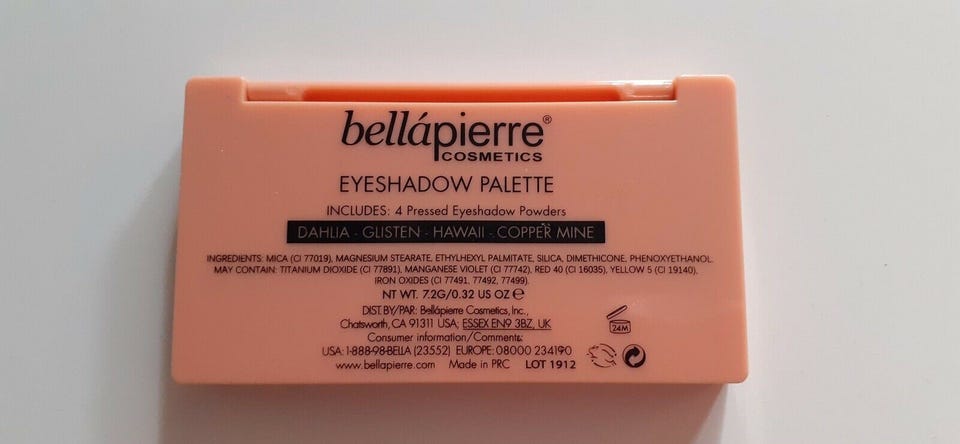 bellápierre®
COSMETICS
EYESHADOW PALETTE
INCLUDES: 4 Pressed Eyeshadow Powders
DAHLIA - GLISTEN - HAWAII - COPPER MINE
INGREDIENTS: MICA (CI 77019), MAGNESIUM STEARATE, ETHYLHEXYL PALMITATE, SILICA, DIMETHICONE, PHENOXYETHANOL.
MAY CONTAIN: TITANIUM DIOXIDE (CI 77891), MANGANESE VIOLET (CI 77742), RED 40 (CI 16035), YELLOW 5 (CI 19140),
IRON OXIDES (CI 77491, 77492, 77499).
NT WT. 7.2G/0.32 US OZ ℮
DIST. BY/PAR: Bellápierre Cosmetics, Inc.,
Chatsworth, CA 91311 USA; ESSEX EN9 3BZ, UK
Consumer information/Comments:
USA: 1-888-98-BELLA (23552) EUROPE: 08000 234190
www.bellapierre.com Made in PRC LOT 1912
24M